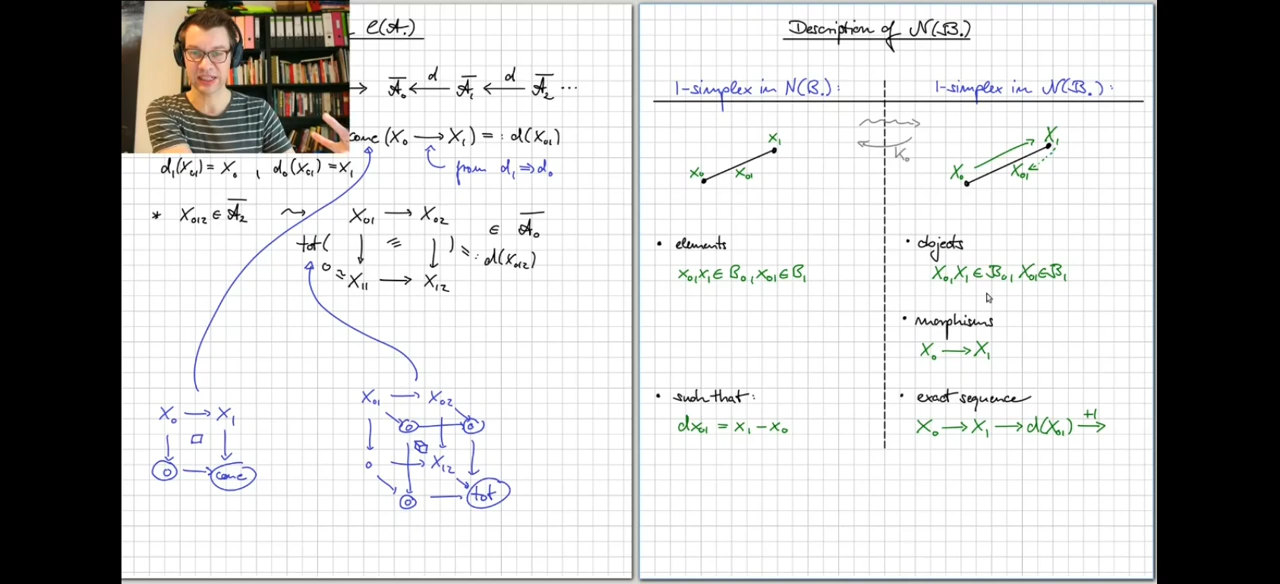 C(A.)
→ Ā₀ ←d Ā₁ ←d Ā₂ ...
cone (X₀ → X₁) =: d(X₀₁)
d₁(X₀₁) = X₀ , d₀(X₀₁) = X₁
from d₁ ⇒ d₀
* X₀₁₂ ∈ Ā₂ ⇝ X₀₁ → X₀₂
tot( ↓ ≅ ↓ ) =: d(X₀₁₂) ∈ Ā₀
0 ≃ X₁₁ → X₁₂
X₀ → X₁
↓ □ ↓
0 → cone
X₀₁ → X₀₂
0 → 0
0 → X₁₂
0 → tot
Description of N(B.)
1-simplex in N(B.):
1-simplex in N(B.):
K₀
x₀ x₀₁ x₁
X₀ X₀₁ X₁
• elements
x₀,x₁ ∈ B₀, x₀₁ ∈ B₁
• such that:
dx₀₁ = x₁ − x₀
• objects
X₀,X₁ ∈ B₀, X₀₁ ∈ B₁
• morphisms
X₀ → X₁
• exact sequence
X₀ → X₁ → d(X₀₁) +1→